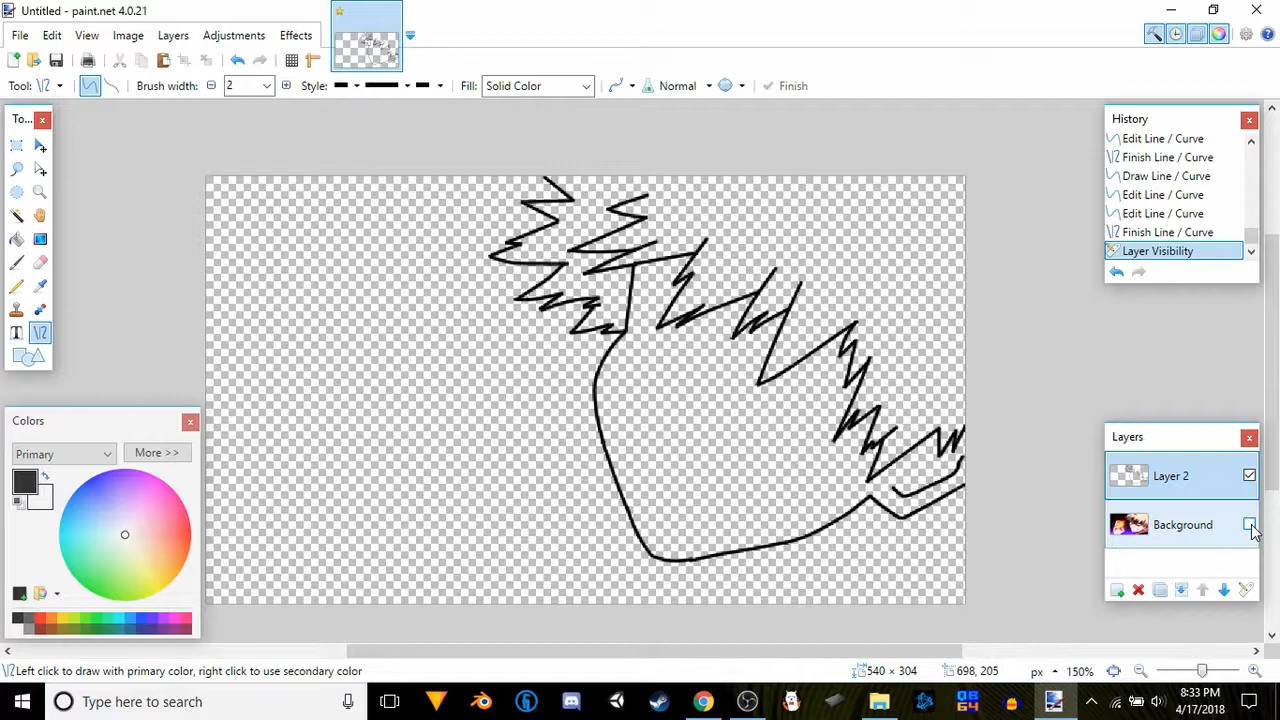 Untitled - paint.net 4.0.21
File Edit View Image Layers Adjustments Effects
Tool: Brush width: 2 Style: Fill: Solid Color Normal Finish
To...
History
Edit Line / Curve
Finish Line / Curve
Draw Line / Curve
Edit Line / Curve
Edit Line / Curve
Finish Line / Curve
Layer Visibility
Colors
Primary More >>
Layers
Layer 2
Background
Left click to draw with primary color, right click to use secondary color 540 × 304 698, 205 px 150%
Type here to search
8:33 PM
4/17/2018